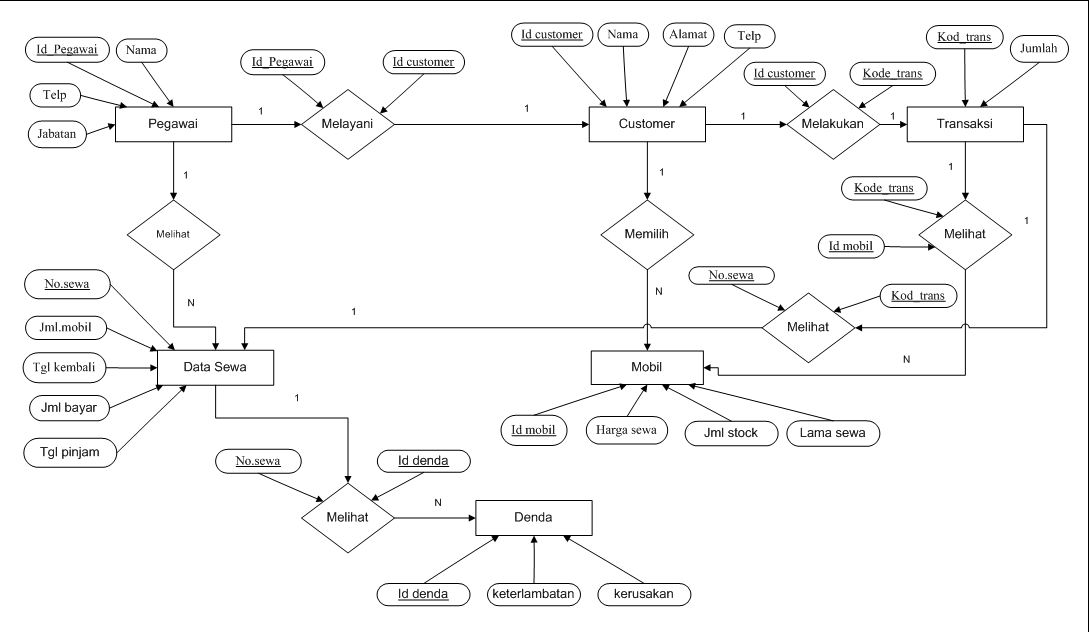 Id_Pegawai
Nama
Telp
Jabatan
Pegawai
1
Id_Pegawai
Id customer
Melayani
1
Id customer
Nama
Alamat
Telp
Customer
1
Id customer
Kode_trans
Melakukan
1
Kod_trans
Jumlah
Transaksi
1
Melihat
N
1
Memilih
N
1
Kode_trans
Id mobil
Melihat
1
N
No.sewa
Kod_trans
Melihat
1
No.sewa
Jml.mobil
Tgl kembali
Jml bayar
Tgl pinjam
Data Sewa
1
Mobil
Id mobil
Harga sewa
Jml stock
Lama sewa
No.sewa
Id denda
Melihat
N
Denda
Id denda
keterlambatan
kerusakan